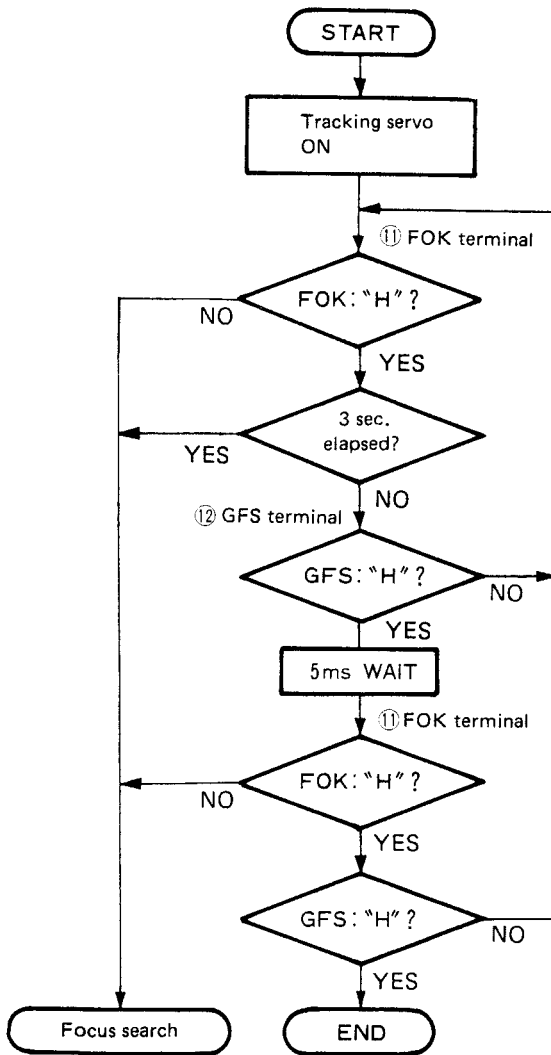 START
Tracking servo
ON
⑪ FOK terminal
FOK: "H" ?
NO
YES
3 sec.
elapsed?
YES
NO
⑫ GFS terminal
GFS: "H" ?
NO
YES
5ms WAIT
⑪ FOK terminal
FOK: "H" ?
NO
YES
GFS: "H" ?
NO
YES
Focus search
END